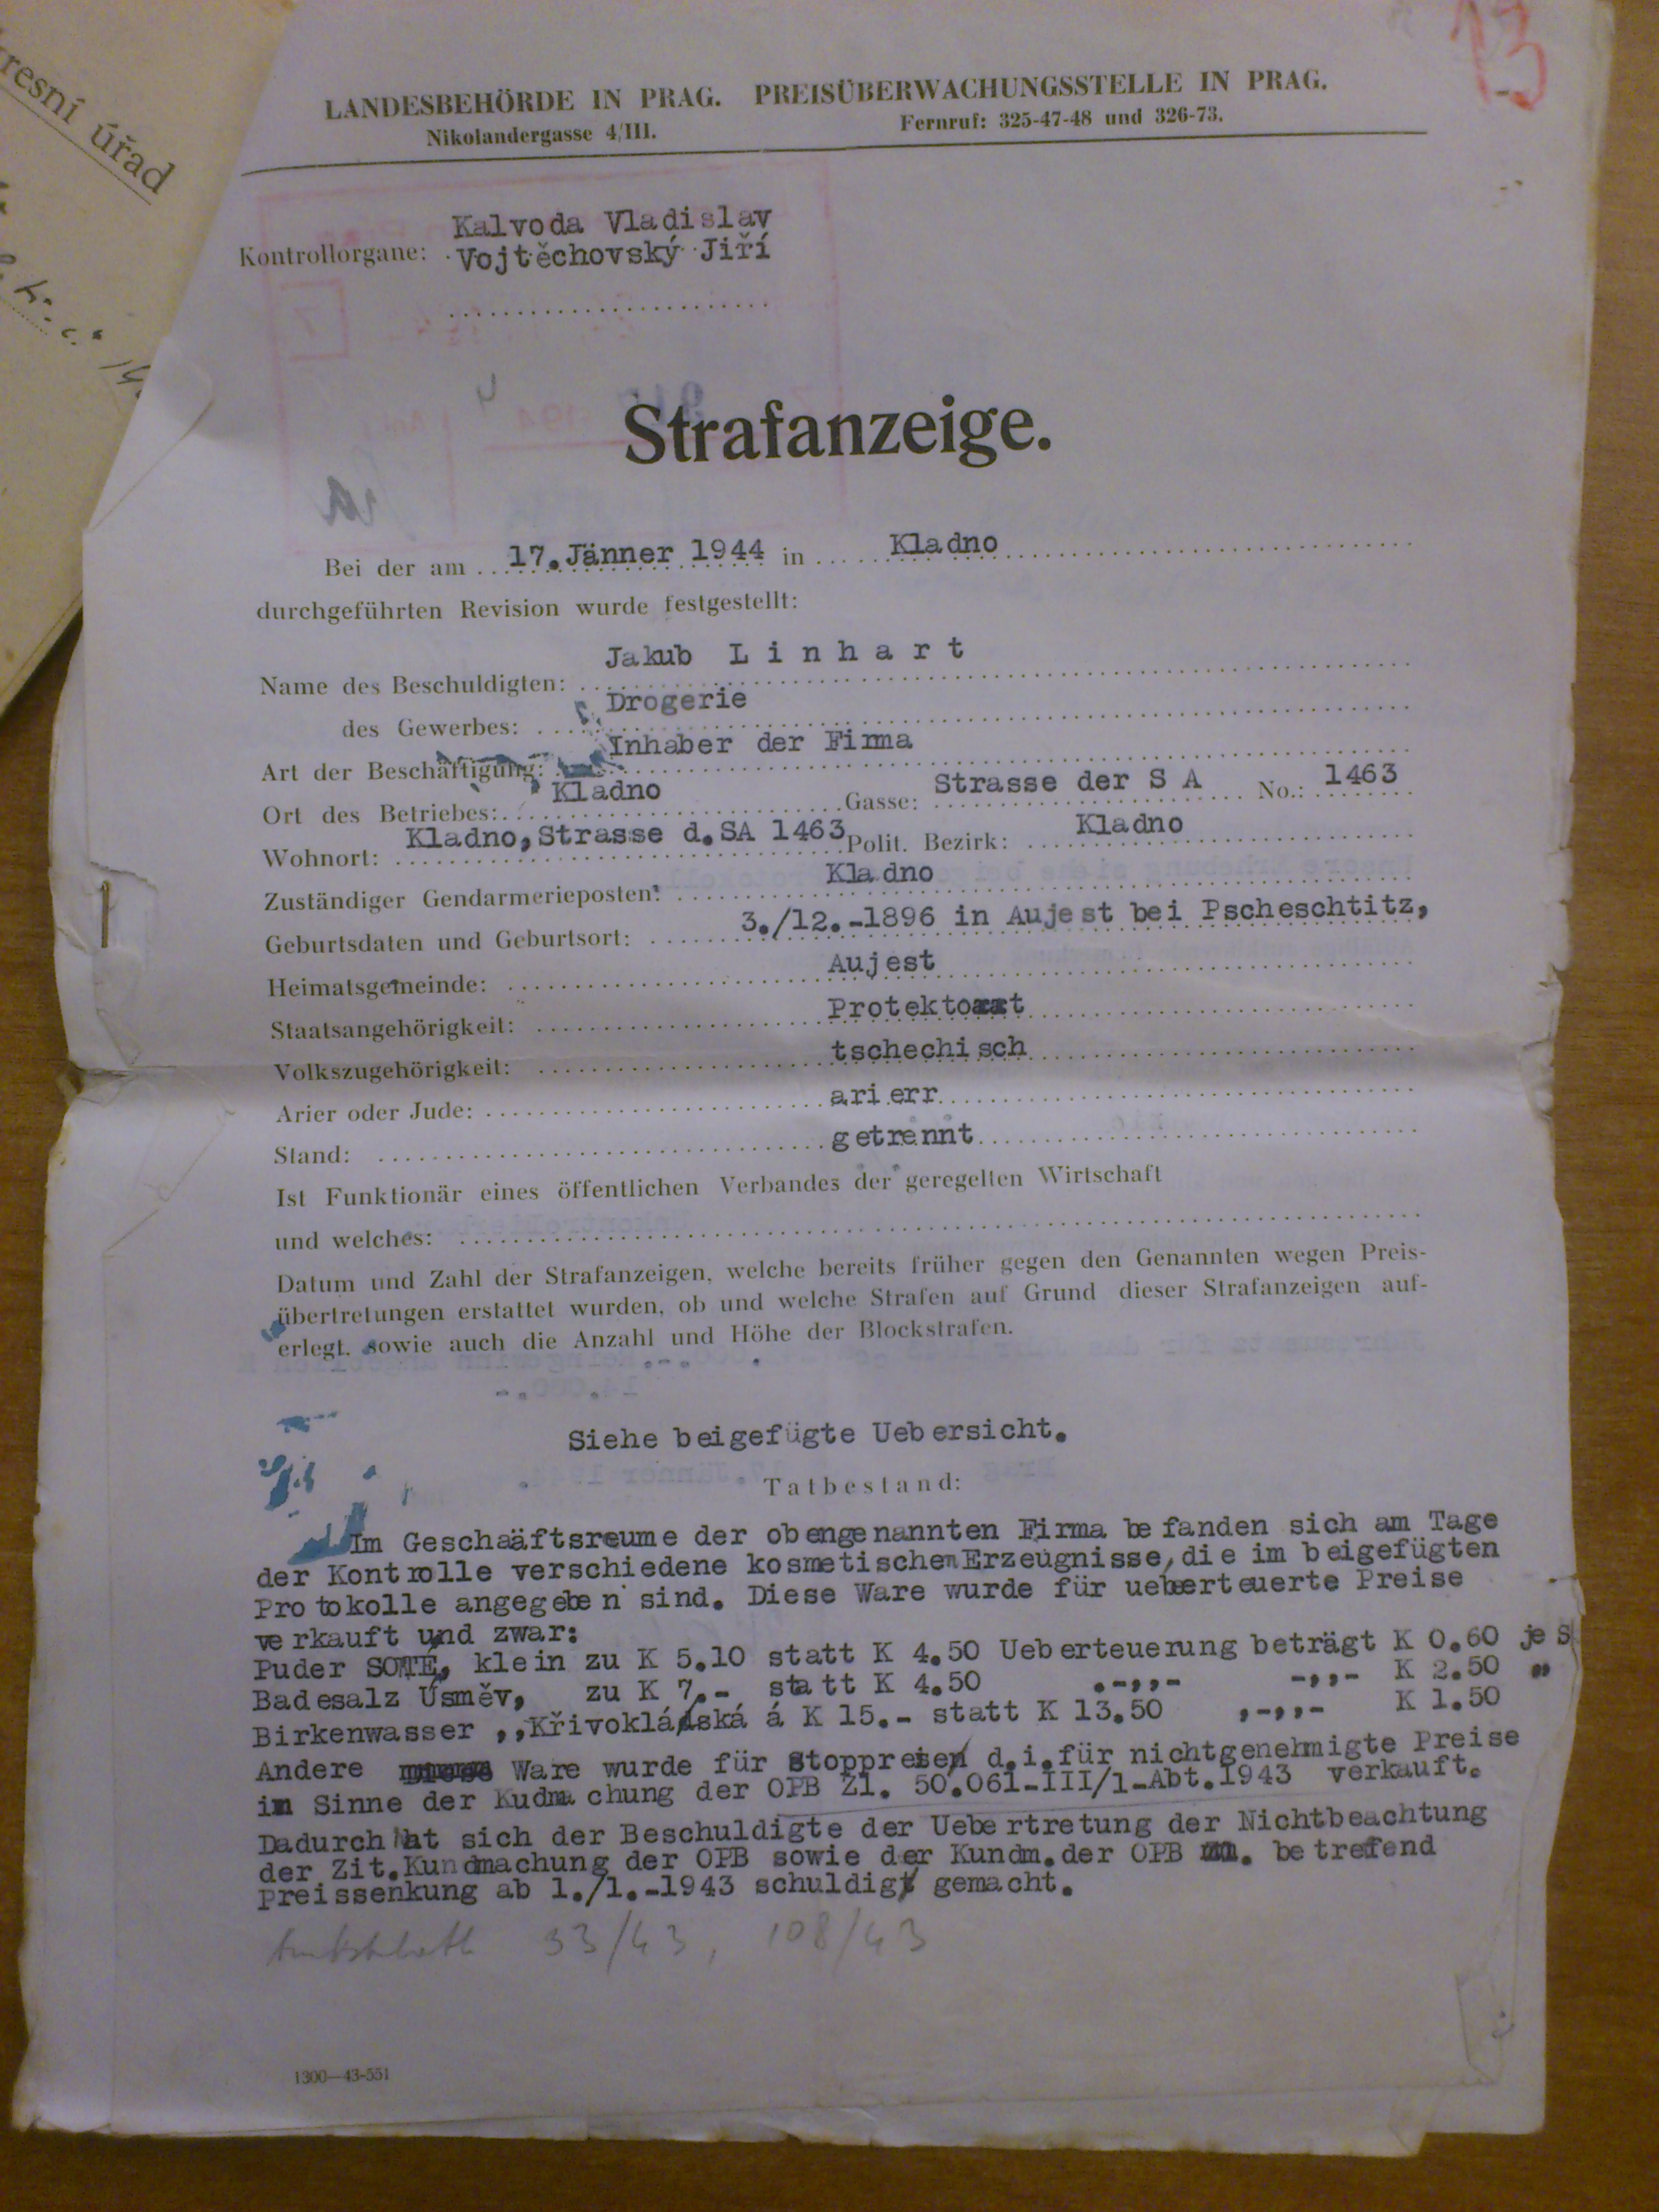 resní úřad
13
LANDESBEHÖRDE IN PRAG. PREISÜBERWACHUNGSSTELLE IN PRAG.
Nikolandergasse 4/III. Fernruf: 325-47-48 und 326-73.
Kalvoda Vladislav
Kontrollorgane: Vojtěchovský Jiří
Strafanzeige.
Bei der am 17.Jänner 1944 in Kladno
durchgeführten Revision wurde festgestellt:
Name des Beschuldigten: Jakub L i n h a r t
des Gewerbes: Drogerie
Art der Beschäftigung: Inhaber der Firma
Ort des Betriebes: Kladno Gasse: Strasse der S A No.: 1463
Wohnort: Kladno,Strasse d.SA 1463 Polit. Bezirk: Kladno
Zuständiger Gendarmerieposten: Kladno
Geburtsdaten und Geburtsort: 3./12.-1896 in Aujest bei Pscheschtitz,
Heimatsgemeinde: Aujest
Staatsangehörigkeit: Protektorat
Volkszugehörigkeit: tschechisch
Arier oder Jude: arierr
Stand: getrennt
Ist Funktionär eines öffentlichen Verbandes der geregelten Wirtschaft
und welches:
Datum und Zahl der Strafanzeigen, welche bereits früher gegen den Genannten wegen Preis-
übertretungen erstattet wurden, ob und welche Strafen auf Grund dieser Strafanzeigen auf-
erlegt, sowie auch die Anzahl und Höhe der Blockstrafen.
Siehe beigefügte Uebersicht.
Tatbestand:
Im Geschaäftsreume der obengenannten Firma befanden sich am Tage
der Kontrolle verschiedene kosmetischen Erzeugnisse, die im beigefügten
Protokolle angegeben sind. Diese Ware wurde für ueberteuerte Preise
verkauft und zwar:
Puder SOTÉ, klein zu K 5.10 statt K 4.50 Ueberteuerung beträgt K 0.60 je S
Badesalz Úsměv, zu K 7.- statt K 4.50 .-,,- -,,- K 2.50 „
Birkenwasser ,,Křivoklátská á K 15.- statt K 13.50 ,-,,- K 1.50
Andere Ware wurde für Stoppreisen d.i.für nichtgenehmigte Preise
im Sinne der Kudmachung der OPB Zl. 50.061-III/1-Abt.1943 verkauft.
Dadurch hat sich der Beschuldigte der Uebertretung der Nichtbeachtung
der Zit.Kundmachung der OPB sowie der Kundm.der OPB betrefend
Preissenkung ab 1./1.-1943 schuldig gemacht.
Amtsblatt 33/43, 108/43
1300—43-551